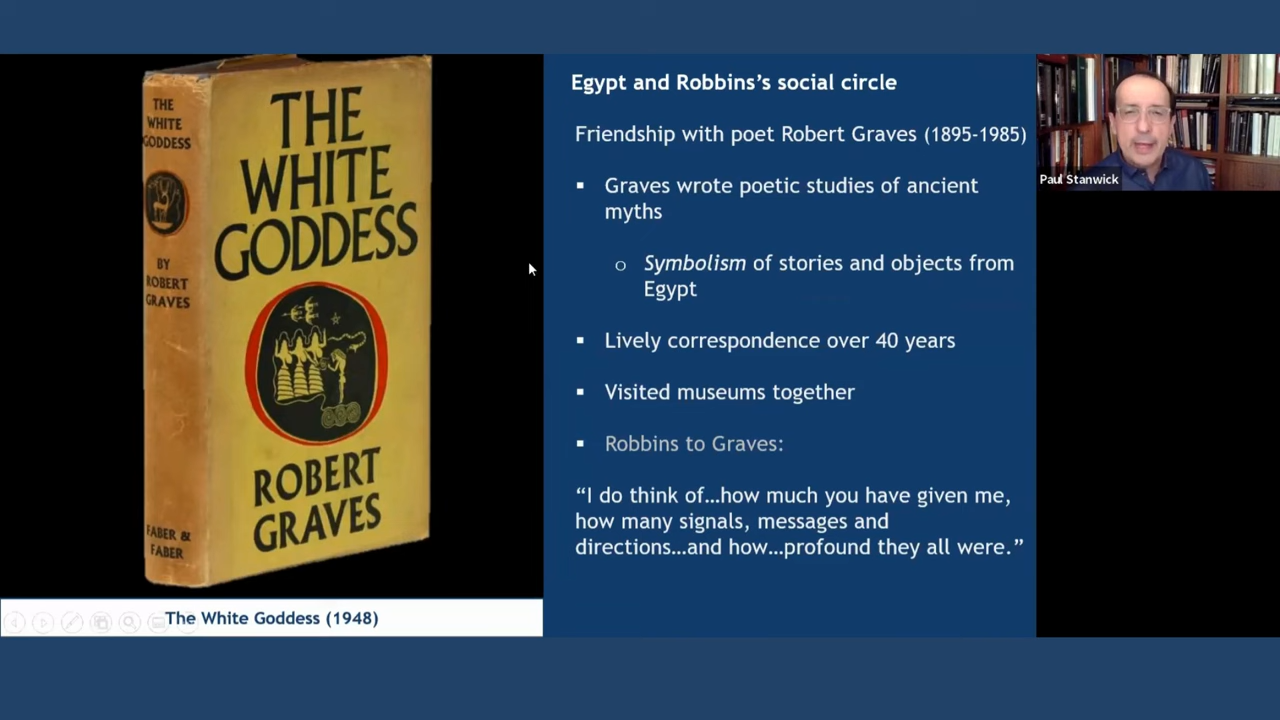 THE
WHITE
GODDESS
BY
ROBERT
GRAVES
FABER &
FABER
THE
WHITE
GODDESS
ROBERT
GRAVES
The White Goddess (1948)
Egypt and Robbins’s social circle
Friendship with poet Robert Graves (1895-1985)
▪ Graves wrote poetic studies of ancient
myths
o Symbolism of stories and objects from
Egypt
▪ Lively correspondence over 40 years
▪ Visited museums together
▪ Robbins to Graves:
“I do think of…how much you have given me,
how many signals, messages and
directions…and how…profound they all were.”
Paul Stanwick